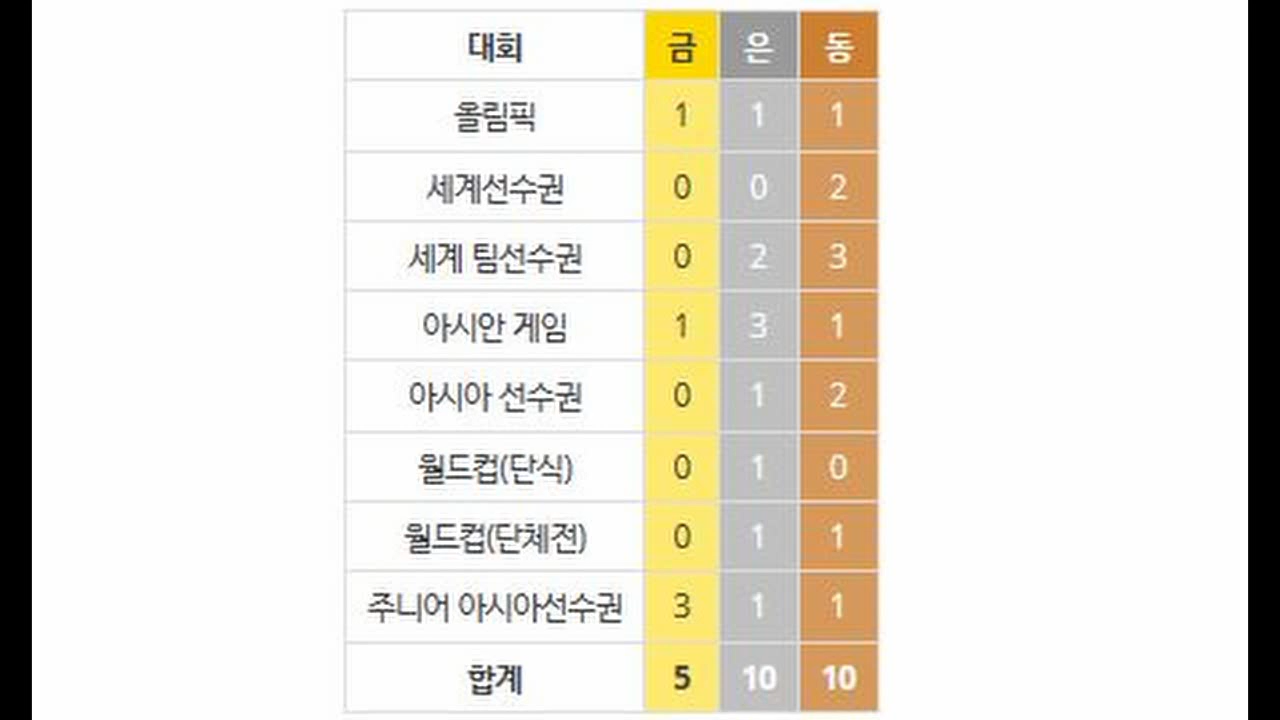 대회 금 은 동
올림픽 1 1 1
세계선수권 0 0 2
세계 팀선수권 0 2 3
아시안 게임 1 3 1
아시아 선수권 0 1 2
월드컵(단식) 0 1 0
월드컵(단체전) 0 1 1
주니어 아시아선수권 3 1 1
합계 5 10 10